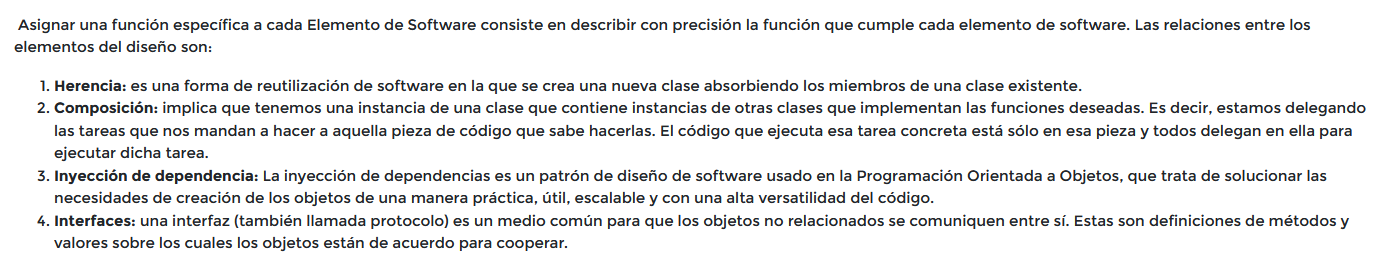 Asignar una función específica a cada Elemento de Software consiste en describir con precisión la función que cumple cada elemento de software. Las relaciones entre los
elementos del diseño son:
1. Herencia: es una forma de reutilización de software en la que se crea una nueva clase absorbiendo los miembros de una clase existente.
2. Composición: implica que tenemos una instancia de una clase que contiene instancias de otras clases que implementan las funciones deseadas. Es decir, estamos delegando
las tareas que nos mandan a hacer a aquella pieza de código que sabe hacerlas. El código que ejecuta esa tarea concreta está sólo en esa pieza y todos delegan en ella para
ejecutar dicha tarea.
3. Inyección de dependencia: La inyección de dependencias es un patrón de diseño de software usado en la Programación Orientada a Objetos, que trata de solucionar las
necesidades de creación de los objetos de una manera práctica, útil, escalable y con una alta versatilidad del código.
4. Interfaces: una interfaz (también llamada protocolo) es un medio común para que los objetos no relacionados se comuniquen entre sí. Estas son definiciones de métodos y
valores sobre los cuales los objetos están de acuerdo para cooperar.